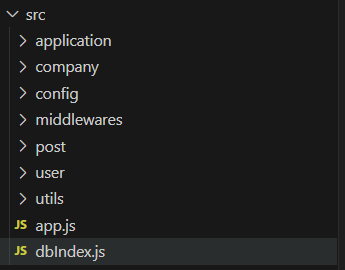 src
application
company
config
middlewares
post
user
utils
JS app.js
JS dbIndex.js